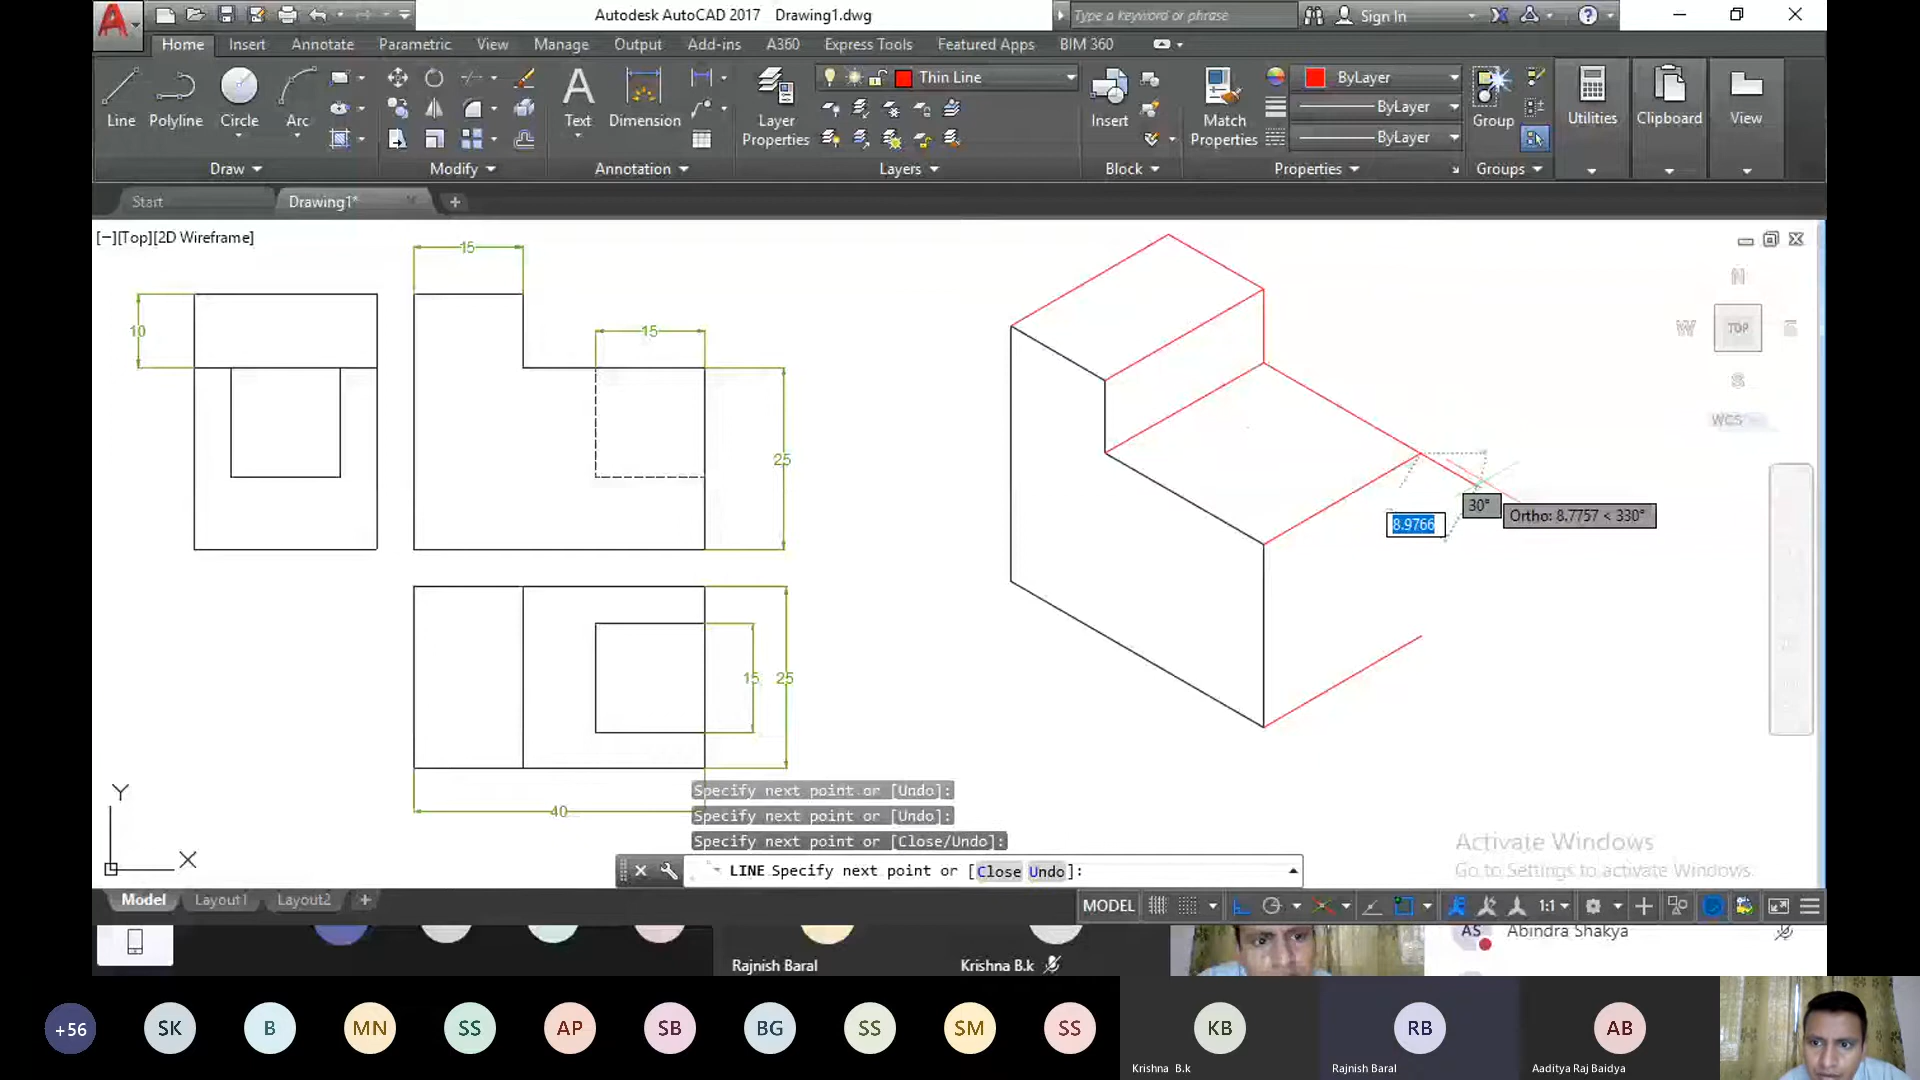 Autodesk AutoCAD 2017 Drawing1.dwg
Type a keyword or phrase
Sign In
Home Insert Annotate Parametric View Manage Output Add-ins A360 Express Tools Featured Apps BIM 360
Thin Line
ByLayer
ByLayer
ByLayer
Line Polyline Circle Arc
Text Dimension
Layer Properties
Insert
Match Properties
Group
Utilities
Clipboard
View
Draw Modify Annotation Layers Block Properties Groups
Start Drawing1*
[−][Top][2D Wireframe]
15
10
15
25
15
25
40
N
W
TOP
S
WCS
30°
8.9766
Ortho: 8.7757 < 330°
Y
X
Specify next point or [Undo]:
Specify next point or [Undo]:
Specify next point or [Close/Undo]:
LINE Specify next point or [Close Undo]:
Activate Windows
Go to Settings to activate Windows.
Model Layout1 Layout2
MODEL
1:1
Rajnish Baral
Krishna B.k
AS
Abindra Shakya
+56
SK
B
MN
SS
AP
SB
BG
SS
SM
SS
KB
RB
AB
Krishna B.k
Rajnish Baral
Aaditya Raj Baidya